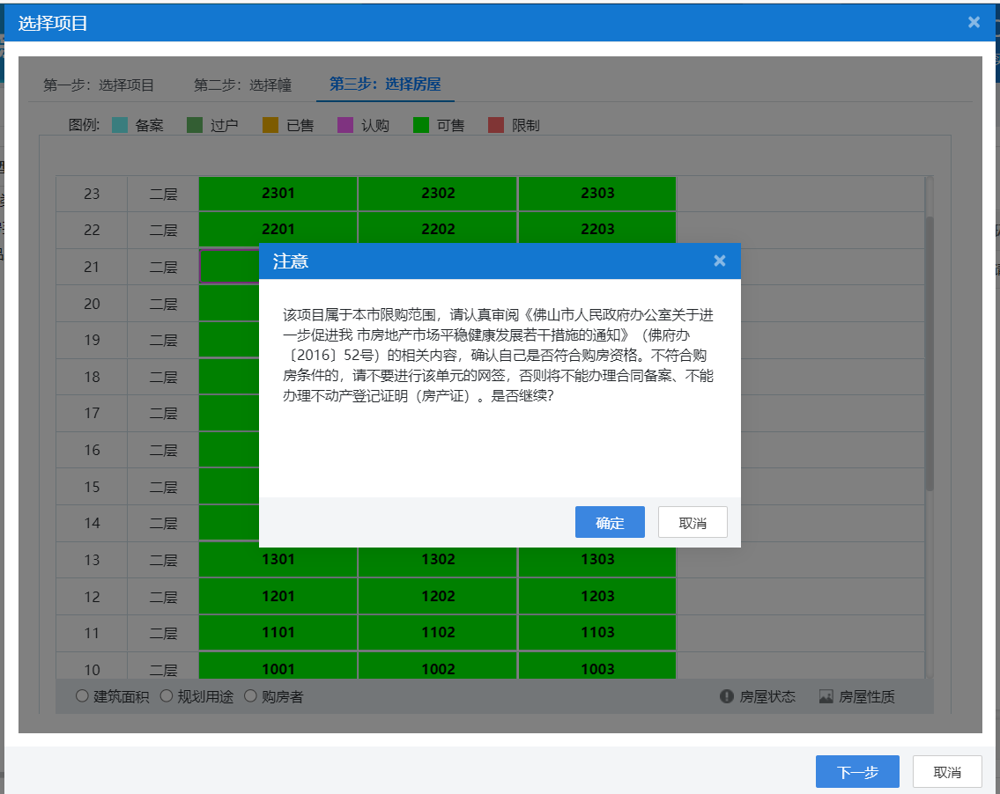 选择项目
第一步：选择项目 第二步：选择幢 第三步：选择房屋
图例: 备案 过户 已售 认购 可售 限制
23 二层 2301 2302 2303
22 二层 2201 2202 2203
21 二层
20 二层
19 二层
18 二层
17 二层
16 二层
15 二层
14 二层
注意
该项目属于本市限购范围，请认真审阅《佛山市人民政府办公室关于进
一步促进我 市房地产市场平稳健康发展若干措施的通知》（佛府办
〔2016〕52号）的相关内容，确认自己是否符合购房资格。不符合购
房条件的，请不要进行该单元的网签，否则将不能办理合同备案、不能
办理不动产登记证明（房产证）。是否继续？
确定 取消
13 二层 1301 1302 1303
12 二层 1201 1202 1203
11 二层 1101 1102 1103
10 二层 1001 1002 1003
建筑面积 规划用途 购房者 房屋状态 房屋性质
下一步 取消